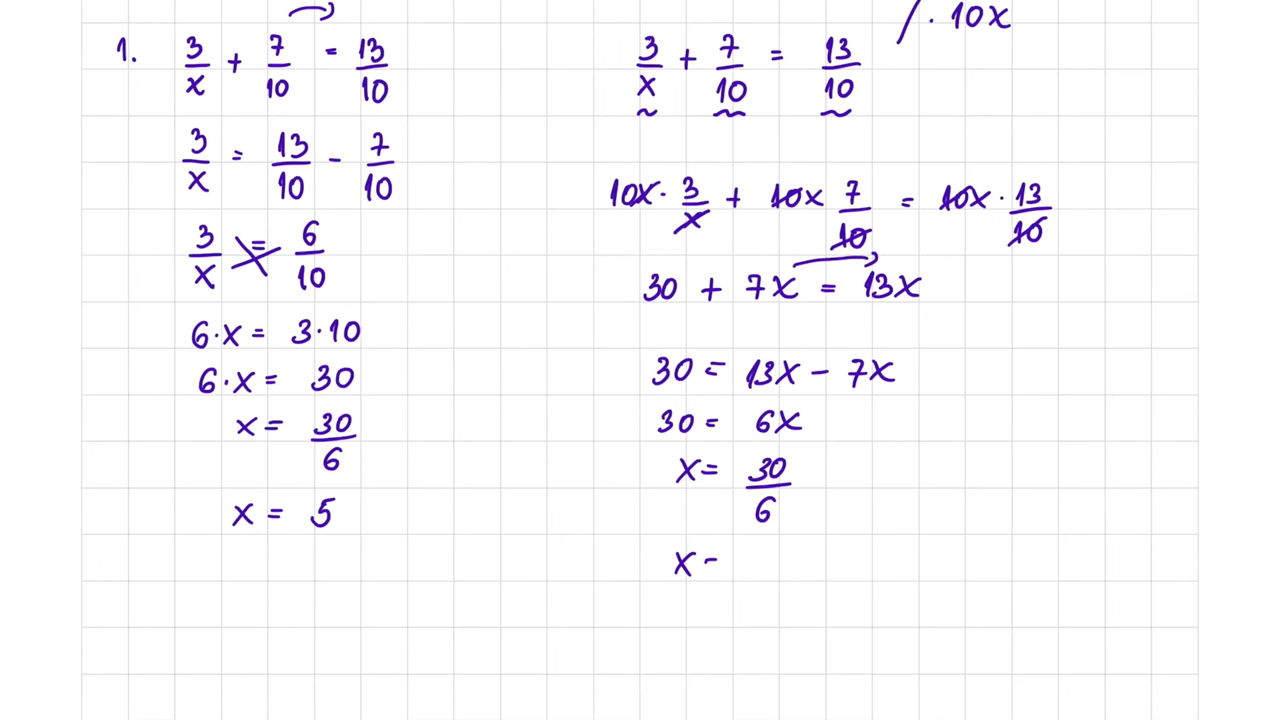 1. 3/x + 7/10 = 13/10
3/x = 13/10 - 7/10
3/x = 6/10
6·x = 3·10
6·x = 30
x = 30/6
x = 5
/ · 10x
3/x + 7/10 = 13/10
10x · 3/x + 10x 7/10 = 10x · 13/10
30 + 7x = 13x
30 = 13x - 7x
30 = 6x
x = 30/6
x -